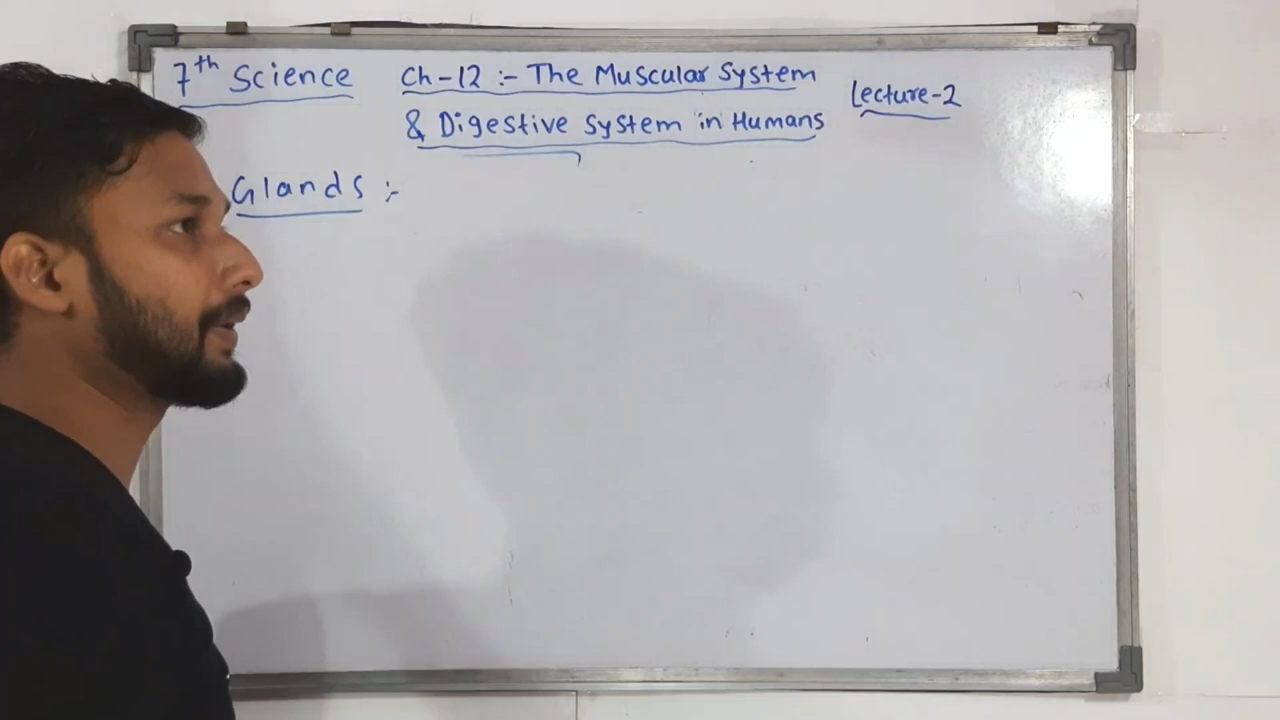 7th Science Ch-12 :- The Muscular System
& Digestive System in Humans
Lecture-2
Glands :-